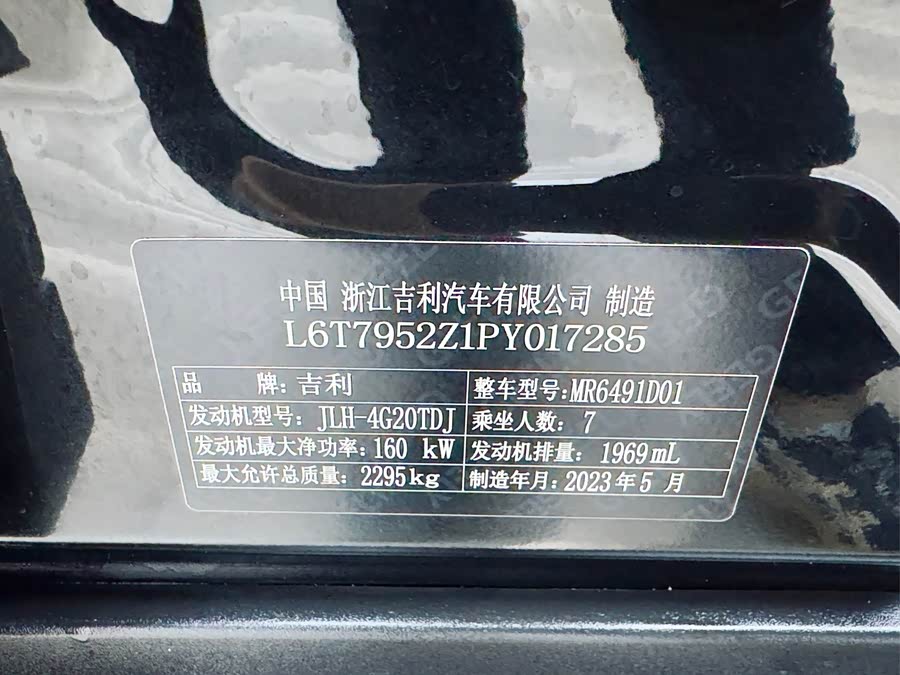 中国 浙江吉利汽车有限公司 制造
L6T7952Z1PY017285
品 牌: 吉利 整车型号:MR6491D01
发动机型号: JLH-4G20TDJ 乘坐人数: 7
发动机最大净功率: 160 kW 发动机排量: 1969mL
最大允许总质量: 2295kg 制造年月: 2023年5月